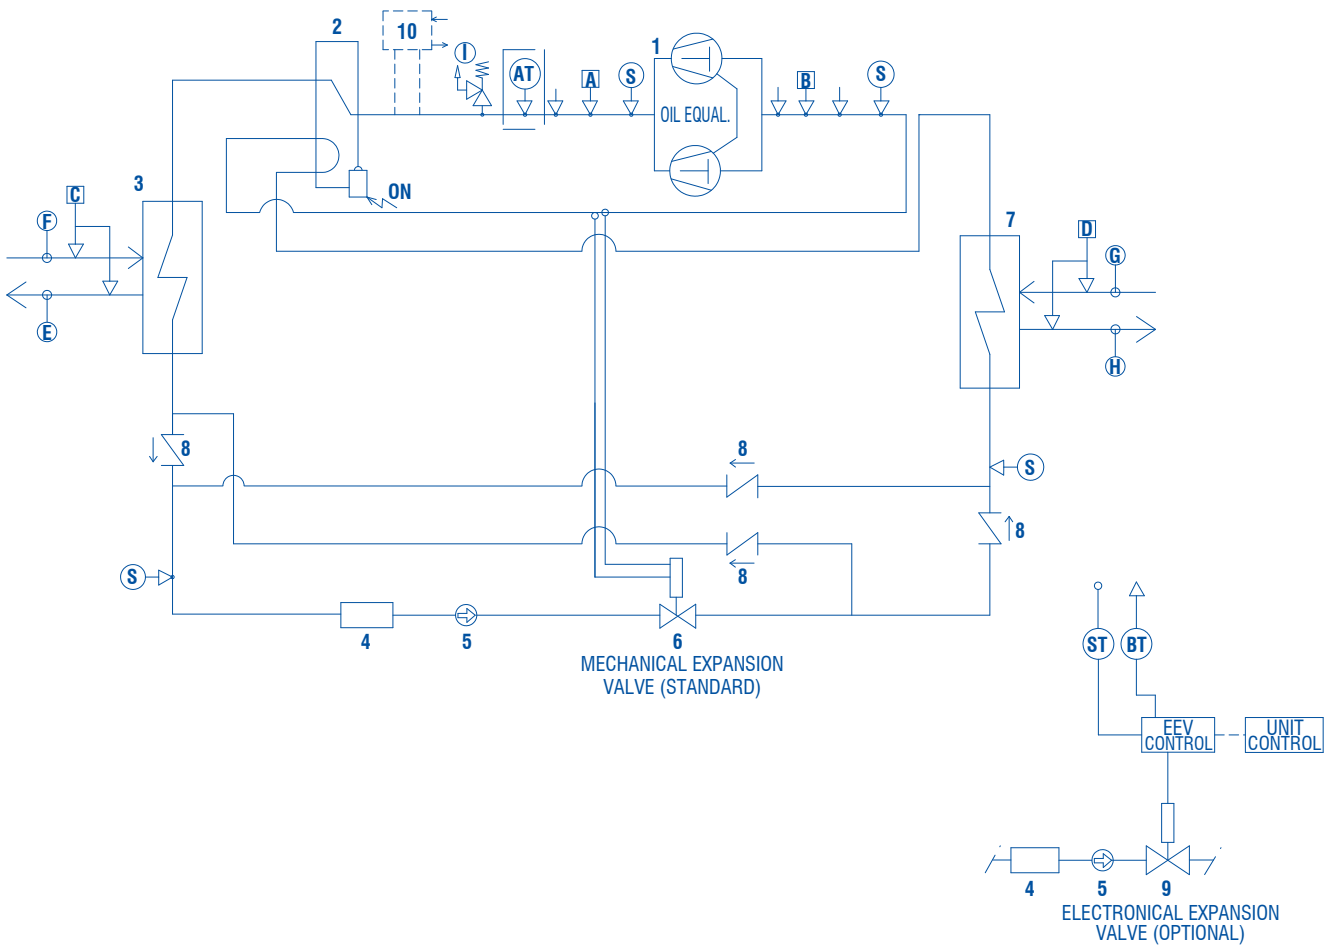 2
10
I
AT
A
S
1
OIL EQUAL.
B
S
ON
3
C
F
E
7
D
G
H
8
8
8
8
S
S
4
5
6
MECHANICAL EXPANSION
VALVE (STANDARD)
ST
BT
EEV
CONTROL
UNIT
CONTROL
4
5
9
ELECTRONICAL EXPANSION
VALVE (OPTIONAL)